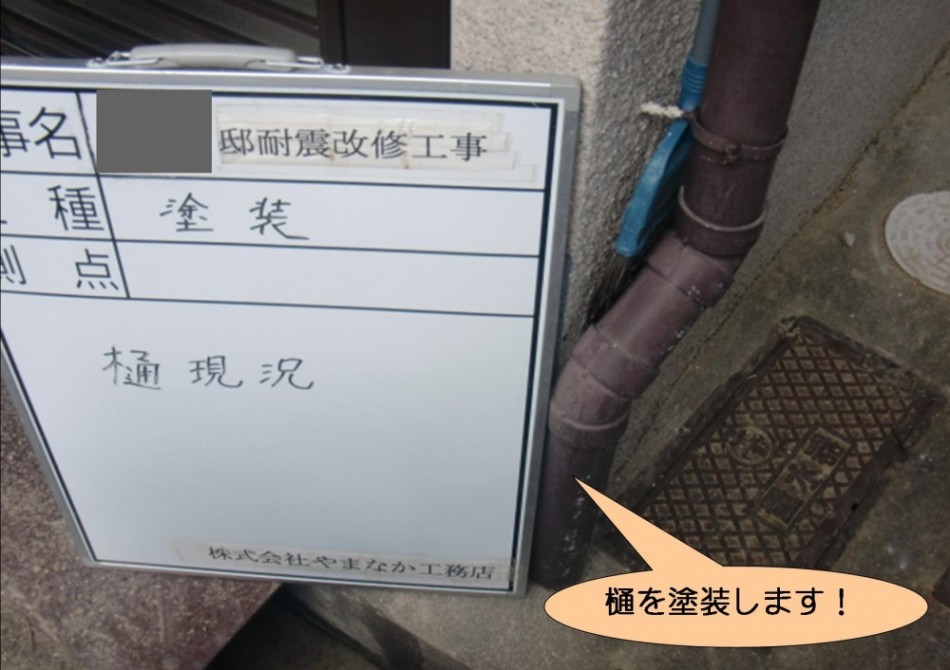 事名 邸耐震改修工事
種 塗装
測点
樋現況
株式会社やまなか工務店
樋を塗装します！